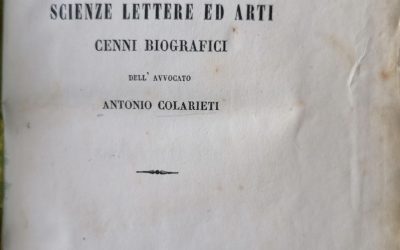 SCIENZE LETTERE ED ARTI
CENNI BIOGRAFICI
DELL' AVVOCATO
ANTONIO COLARIETI